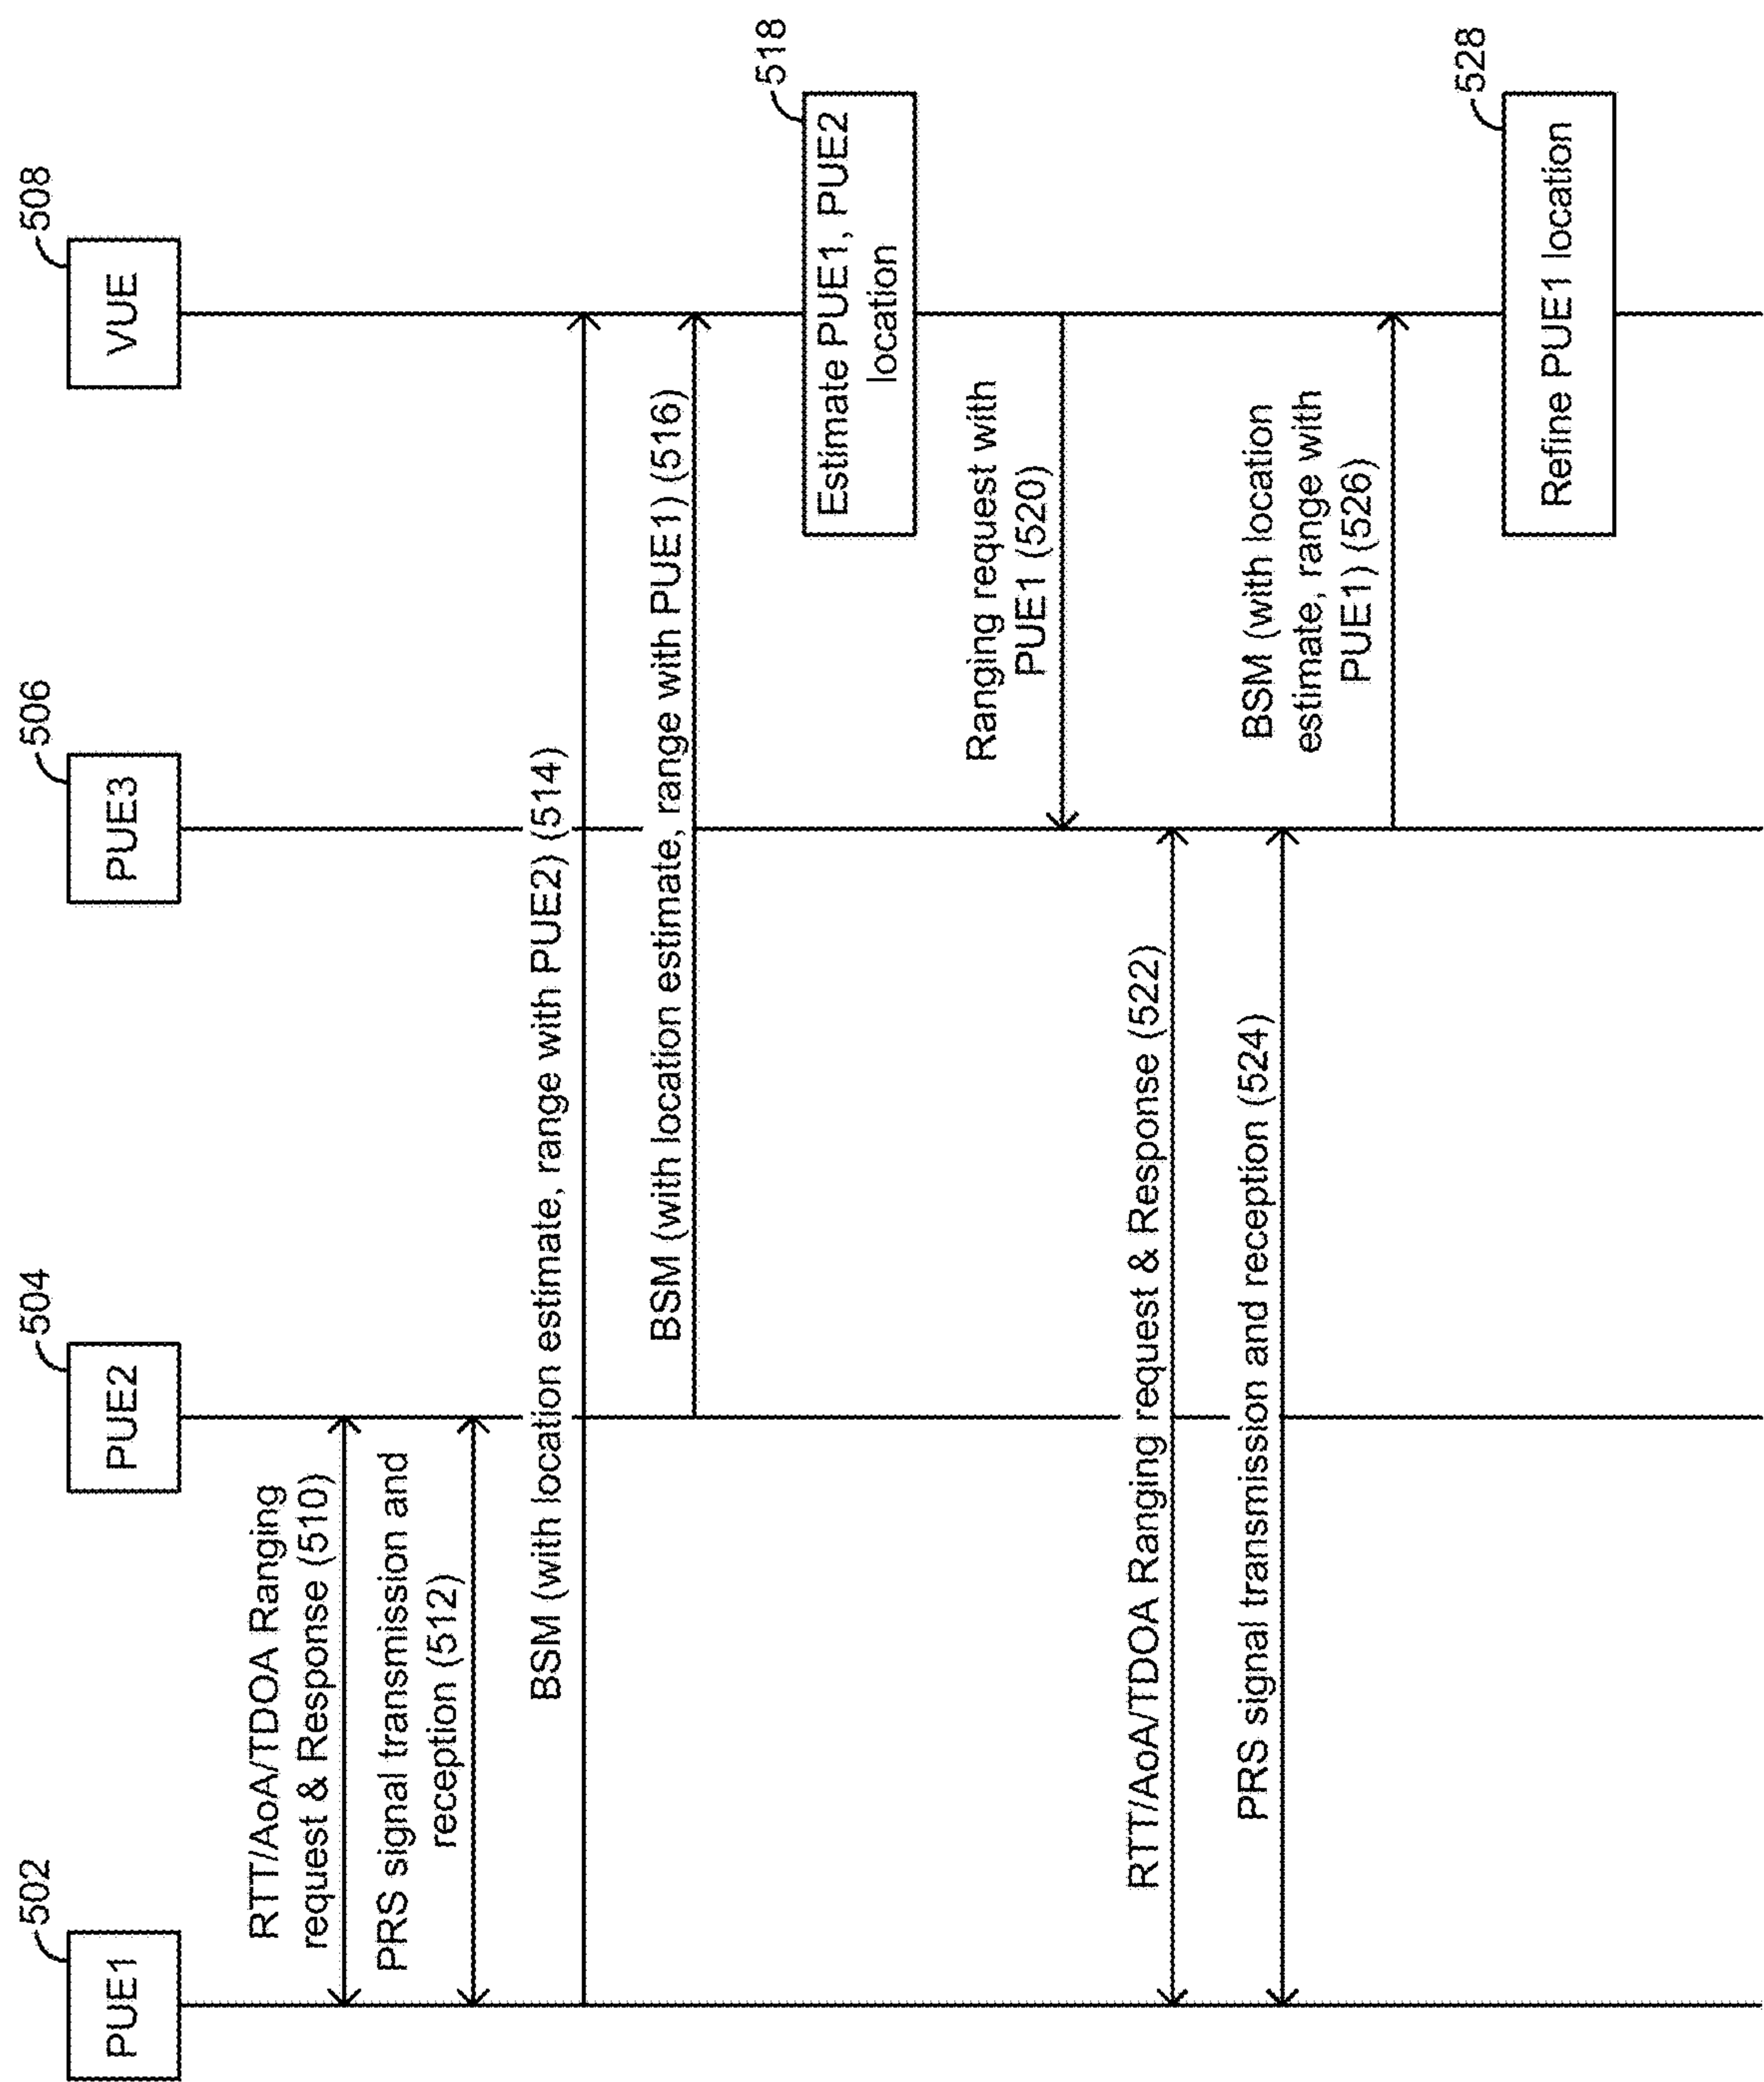 502
PUE1
504
PUE2
506
PUE3
508
VUE
RTT/AoA/TDOA Ranging
request & Response (510)
PRS signal transmission and
reception (512)
BSM (with location estimate, range with PUE2) (514)
BSM (with location estimate, range with PUE1) (516)
518
Estimate PUE1, PUE2
location
Ranging request with
PUE1 (520)
RTT/AoA/TDOA Ranging request & Response (522)
PRS signal transmission and reception (524)
BSM (with location
estimate, range with
PUE1) (526)
528
Refine PUE1 location